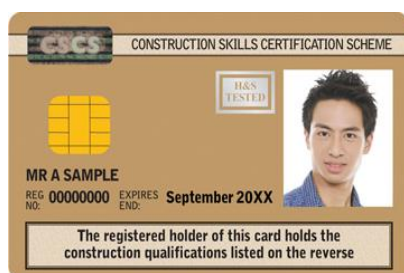 CSCS CONSTRUCTION SKILLS CERTIFICATION SCHEME
H&S
TESTED
MR A SAMPLE
REG NO: 00000000 EXPIRES END: September 20XX
The registered holder of this card holds the
construction qualifications listed on the reverse